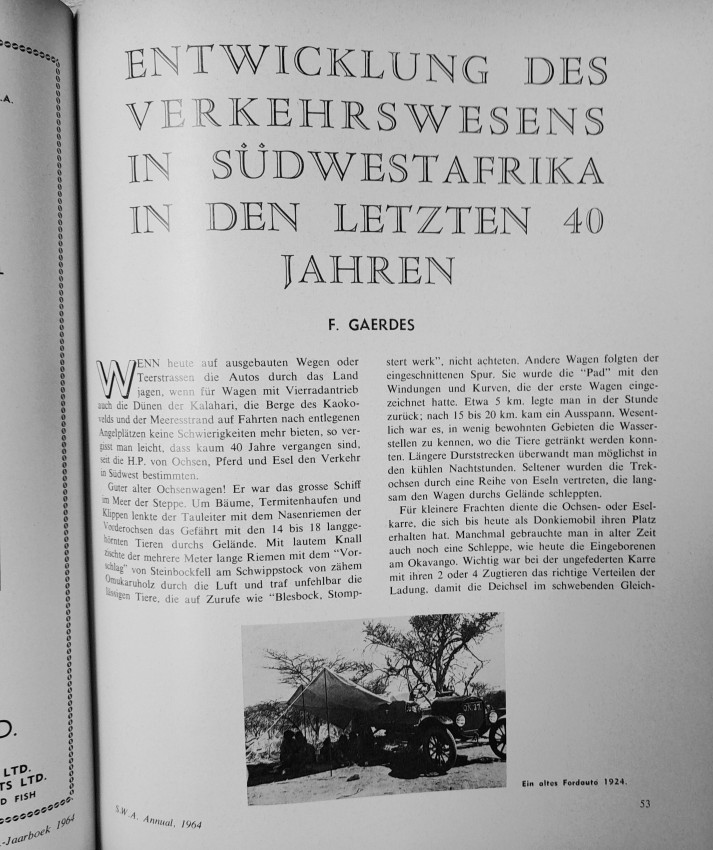 .A.
D.
LTD.
TS LTD.
D FISH
-Jaarboek 1964
ENTWICKLUNG DES
VERKEHRSWESENS
IN SÜDWESTAFRIKA
IN DEN LETZTEN 40
JAHREN
F. GAERDES
WENN heute auf ausgebauten Wegen oder
Teerstrassen die Autos durch das Land
jagen, wenn für Wagen mit Vierradantrieb
auch die Dünen der Kalahari, die Berge des Kaoko-
velds und der Meeresstrand auf Fahrten nach entlegenen
Angelplätzen keine Schwierigkeiten mehr bieten, so ver-
gisst man leicht, dass kaum 40 Jahre vergangen sind,
seit die H.P. von Ochsen, Pferd und Esel den Verkehr
in Südwest bestimmten.
Guter alter Ochsenwagen! Er war das grosse Schiff
im Meer der Steppe. Um Bäume, Termitenhaufen und
Klippen lenkte der Tauleiter mit dem Nasenriemen der
Vorderochsen das Gefährt mit den 14 bis 18 langge-
hörnten Tieren durchs Gelände. Mit lautem Knall
zischte der mehrere Meter lange Riemen mit dem "Vor-
schlag" von Steinbockfell am Schwippstock von zähem
Omukaruholz durch die Luft und traf unfehlbar die
lässigen Tiere, die auf Zurufe wie "Blesbock, Stomp-
stert werk", nicht achteten. Andere Wagen folgten der
eingeschnittenen Spur. Sie wurde die "Pad" mit den
Windungen und Kurven, die der erste Wagen einge-
zeichnet hatte. Etwa 5 km. legte man in der Stunde
zurück; nach 15 bis 20 km. kam ein Ausspann. Wesent-
lich war es, in wenig bewohnten Gebieten die Wasser-
stellen zu kennen, wo die Tiere getränkt werden konn-
ten. Längere Durststrecken überwandt man möglichst in
den kühlen Nachtstunden. Seltener wurden die Trek-
ochsen durch eine Reihe von Eseln vertreten, die lang-
sam den Wagen durchs Gelände schleppten.
Für kleinere Frachten diente die Ochsen- oder Esel-
karre, die sich bis heute als Donkiemobil ihren Platz
erhalten hat. Manchmal gebrauchte man in alter Zeit
auch noch eine Schleppe, wie heute die Eingeborenen
am Okavango. Wichtig war bei der ungefederten Karre
mit ihren 2 oder 4 Zugtieren das richtige Verteilen der
Ladung, damit die Deichsel im schwebenden Gleich-
Ein altes Fordauto 1924.
S.W.A. Annual, 1964
53